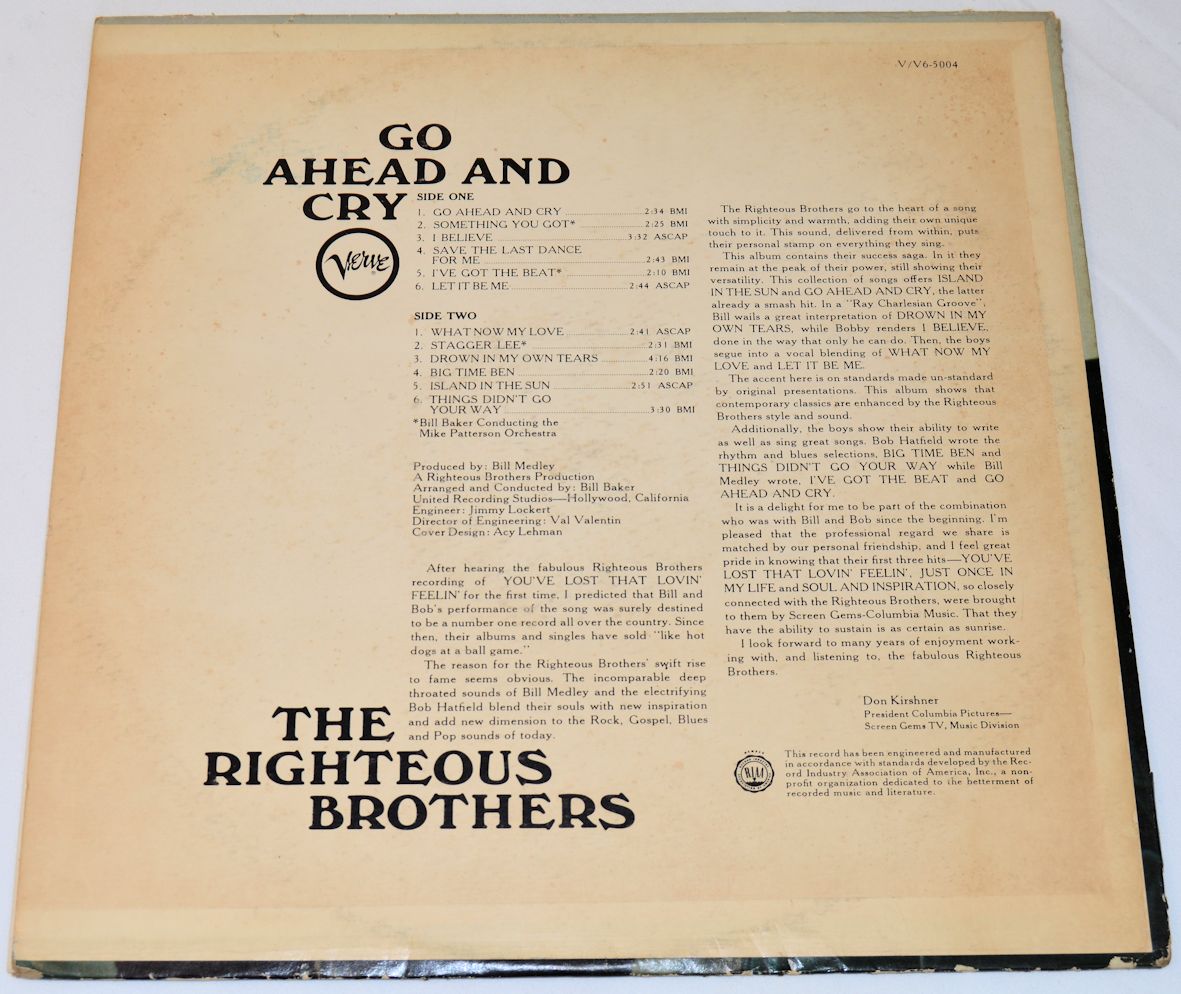 V/V6-5004
GO
AHEAD AND
CRY
Verve
SIDE ONE
1. GO AHEAD AND CRY 2:34 BMI
2. SOMETHING YOU GOT* 2:25 BMI
3. I BELIEVE 3:32 ASCAP
4. SAVE THE LAST DANCE
FOR ME 2:43 BMI
5. I'VE GOT THE BEAT* 2:10 BMI
6. LET IT BE ME 2:44 ASCAP
SIDE TWO
1. WHAT NOW MY LOVE 2:41 ASCAP
2. STAGGER LEE* 2:31 BMI
3. DROWN IN MY OWN TEARS 4:16 BMI
4. BIG TIME BEN 2:20 BMI
5. ISLAND IN THE SUN 2:51 ASCAP
6. THINGS DIDN'T GO
YOUR WAY 3:30 BMI
*Bill Baker Conducting the
Mike Patterson Orchestra
Produced by: Bill Medley
A Righteous Brothers Production
Arranged and Conducted by: Bill Baker
United Recording Studios—Hollywood, California
Engineer: Jimmy Lockert
Director of Engineering: Val Valentin
Cover Design: Acy Lehman
After hearing the fabulous Righteous Brothers
recording of YOU'VE LOST THAT LOVIN'
FEELIN' for the first time, I predicted that Bill and
Bob's performance of the song was surely destined
to be a number one record all over the country. Since
then, their albums and singles have sold "like hot
dogs at a ball game."
The reason for the Righteous Brothers' swift rise
to fame seems obvious. The incomparable deep
throated sounds of Bill Medley and the electrifying
Bob Hatfield blend their souls with new inspiration
and add new dimension to the Rock, Gospel, Blues
and Pop sounds of today.
The Righteous Brothers go to the heart of a song
with simplicity and warmth, adding their own unique
touch to it. This sound, delivered from within, puts
their personal stamp on everything they sing.
This album contains their success saga. In it they
remain at the peak of their power, still showing their
versatility. This collection of songs offers ISLAND
IN THE SUN and GO AHEAD AND CRY, the latter
already a smash hit. In a "Ray Charlesian Groove",
Bill wails a great interpretation of DROWN IN MY
OWN TEARS, while Bobby renders I BELIEVE,
done in the way that only he can do. Then, the boys
segue into a vocal blending of WHAT NOW MY
LOVE and LET IT BE ME.
The accent here is on standards made un-standard
by original presentations. This album shows that
contemporary classics are enhanced by the Righteous
Brothers style and sound.
Additionally, the boys show their ability to write
as well as sing great songs. Bob Hatfield wrote the
rhythm and blues selections, BIG TIME BEN and
THINGS DIDN'T GO YOUR WAY while Bill
Medley wrote, I'VE GOT THE BEAT and GO
AHEAD AND CRY.
It is a delight for me to be part of the combination
who was with Bill and Bob since the beginning. I'm
pleased that the professional regard we share is
matched by our personal friendship, and I feel great
pride in knowing that their first three hits—YOU'VE
LOST THAT LOVIN' FEELIN', JUST ONCE IN
MY LIFE and SOUL AND INSPIRATION, so closely
connected with the Righteous Brothers, were brought
to them by Screen Gems-Columbia Music. That they
have the ability to sustain is as certain as sunrise.
I look forward to many years of enjoyment work-
ing with, and listening to, the fabulous Righteous
Brothers.
Don Kirshner
President Columbia Pictures—
Screen Gems TV, Music Division
THE
RIGHTEOUS
BROTHERS
This record has been engineered and manufactured
in accordance with standards developed by the Rec-
ord Industry Association of America, Inc., a non-
profit organization dedicated to the betterment of
recorded music and literature.